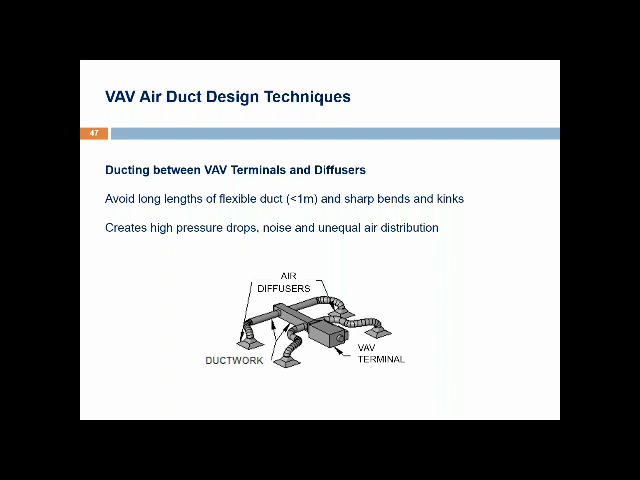 VAV Air Duct Design Techniques
47
Ducting between VAV Terminals and Diffusers
Avoid long lengths of flexible duct (<1m) and sharp bends and kinks
Creates high pressure drops, noise and unequal air distribution
AIR
DIFFUSERS
VAV
TERMINAL
DUCTWORK